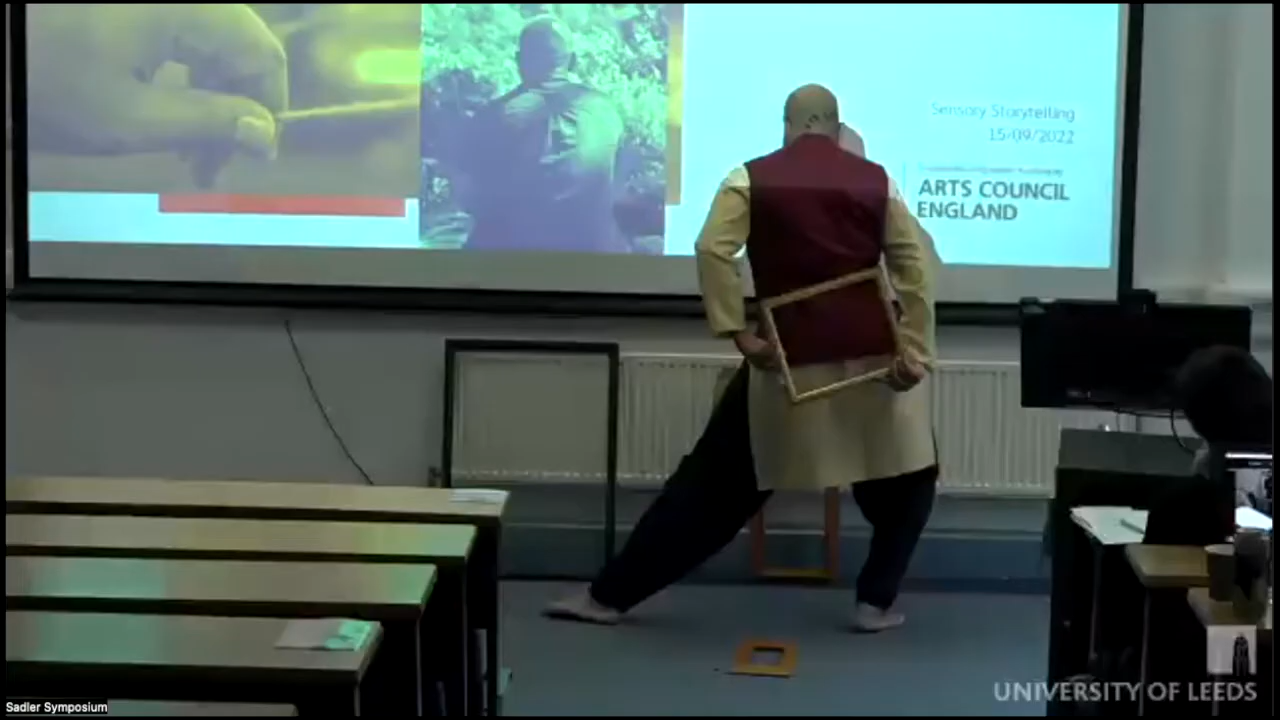 Sensory Storytelling
15-09/2022
ARTS COUNCIL
ENGLAND
UNIVERSITY OF LEEDS
Sadler Symposium